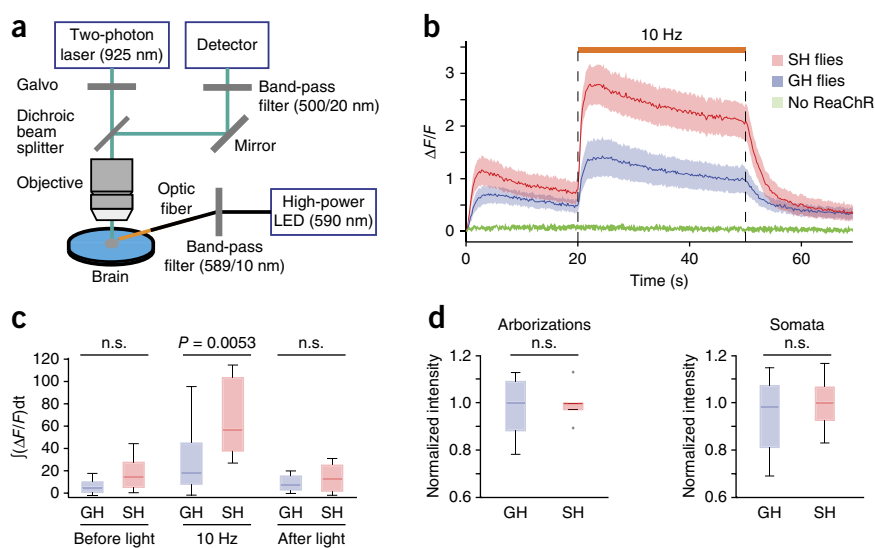 a
Two-photon
laser (925 nm)
Detector
Galvo
Band-pass
filter (500/20 nm)
Dichroic
beam
splitter
Mirror
Objective
Optic
fiber
High-power
LED (590 nm)
Band-pass
filter (589/10 nm)
Brain
b
10 Hz
SH flies
GH flies
No ReaChR
ΔF/F
3
2
1
0
0 20 40 60
Time (s)
c
n.s. P = 0.0053 n.s.
∫(ΔF/F)dt
120
100
80
60
40
20
0
GH SH GH SH GH SH
Before light 10 Hz After light
d
Arborizations
n.s.
Normalized intensity
1.2
1.0
0.8
0.6
GH SH
Somata
n.s.
Normalized intensity
1.2
1.0
0.8
0.6
GH SH